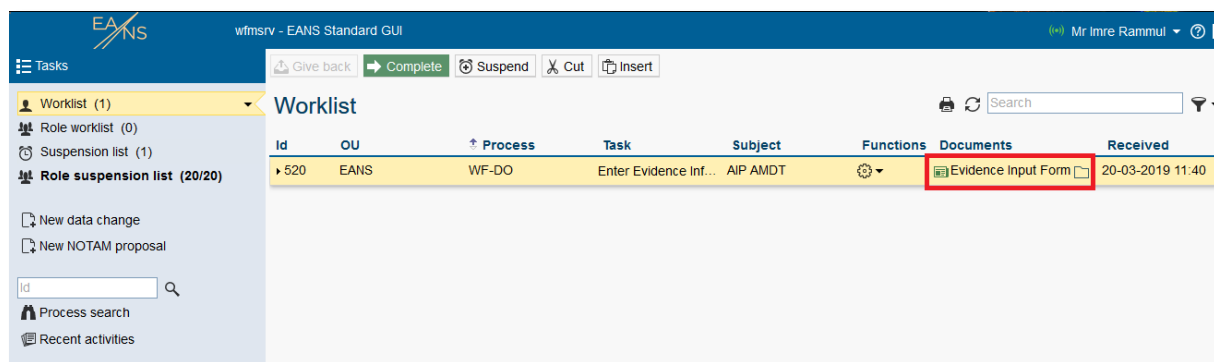 EANS
wfmsrv - EANS Standard GUI
Mr Imre Rammul
Tasks
Give back Complete Suspend Cut Insert
Worklist (1)
Role worklist (0)
Suspension list (1)
Role suspension list (20/20)
New data change
New NOTAM proposal
Id
Process search
Recent activities
Worklist
Search
Id OU Process Task Subject Functions Documents Received
520 EANS WF-DO Enter Evidence Inf... AIP AMDT Evidence Input Form 20-03-2019 11:40